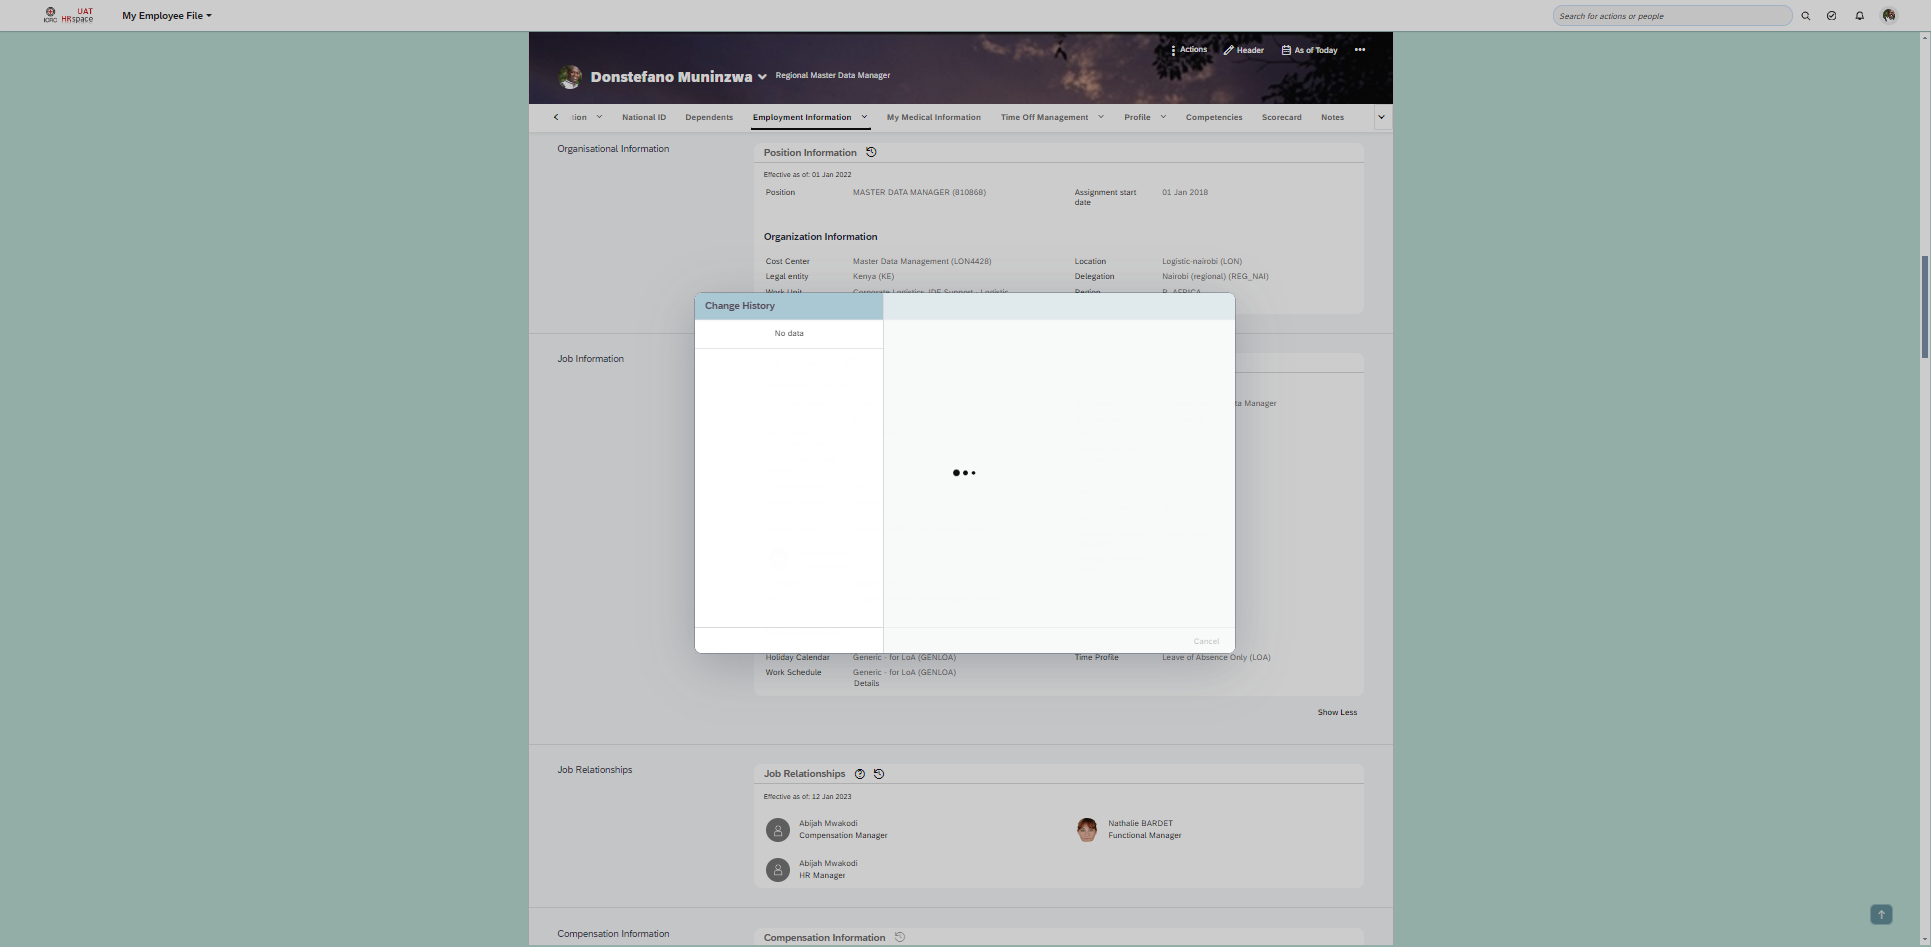 ICRC
UAT
HRspace
My Employee File
Search for actions or people
Actions
Header
As of Today
Donstefano Muninzwa
Regional Master Data Manager
tion
National ID
Dependents
Employment Information
My Medical Information
Time Off Management
Profile
Competencies
Scorecard
Notes
Organisational Information
Position Information
Effective as of: 01 Jan 2022
Position
MASTER DATA MANAGER (810868)
Assignment start
date
01 Jan 2018
Organization Information
Cost Center
Master Data Management (LON4428)
Location
Logistic-nairobi (LON)
Legal entity
Kenya (KE)
Delegation
Nairobi (regional) (REG_NAI)
Work Unit
Corporate Logistics, IDF Support - Logistic
Region
R_AFRICA
Change History
No data
Cancel
Job Information
ta Manager
Holiday Calendar
Generic - for LoA (GENLOA)
Time Profile
Leave of Absence Only (LOA)
Work Schedule
Generic - for LoA (GENLOA)
Details
Show Less
Job Relationships
Job Relationships
Effective as of: 12 Jan 2023
Abijah Mwakodi
Compensation Manager
Nathalie BARDET
Functional Manager
Abijah Mwakodi
HR Manager
Compensation Information
Compensation Information